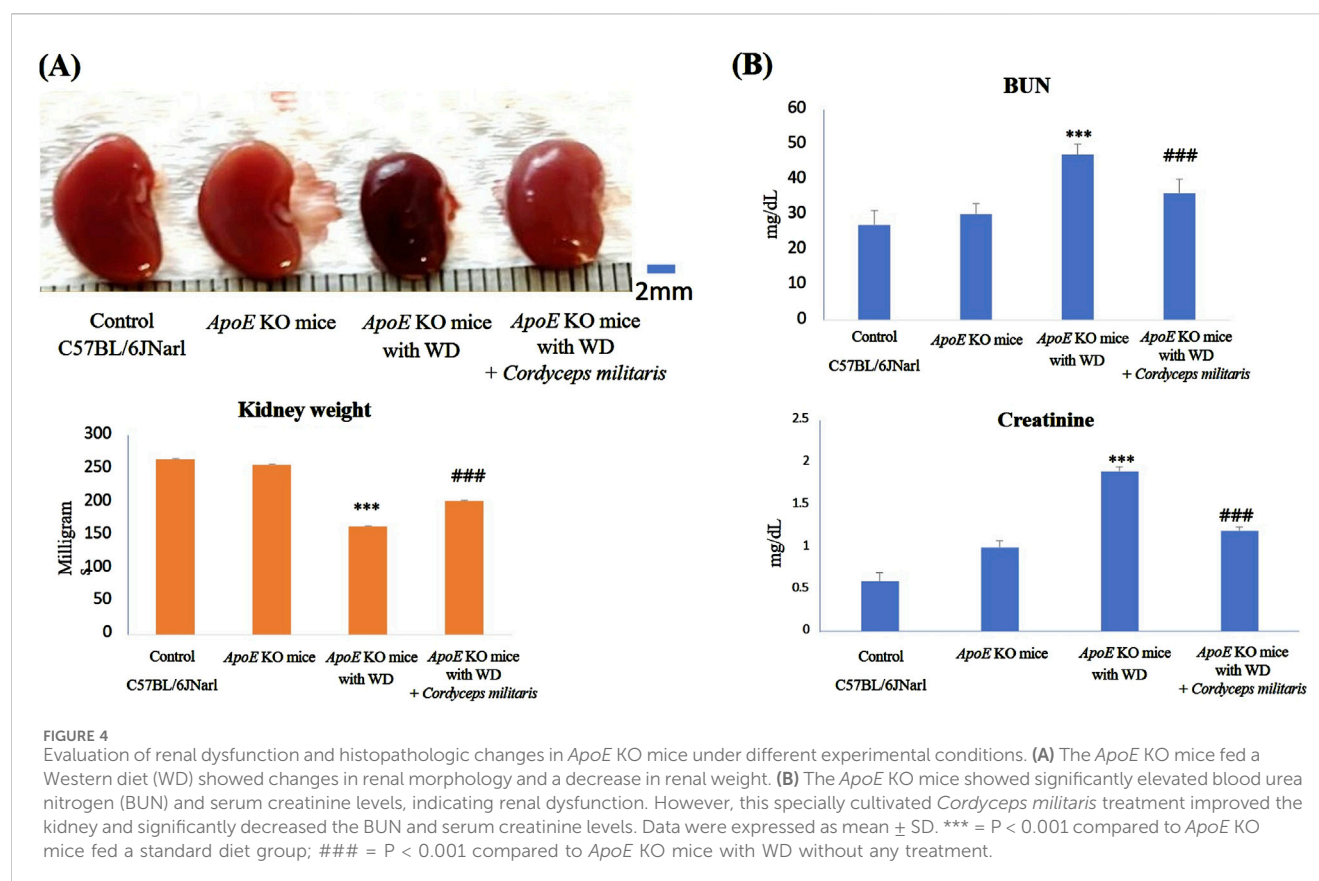 (A)
2mm
Control
C57BL/6JNarl
ApoE KO mice
ApoE KO mice
with WD
ApoE KO mice
with WD
+ Cordyceps militaris
Kidney weight
300
250
200
150
100
50
0
Milligram
s
***
###
Control
C57BL/6JNarl
ApoE KO mice
ApoE KO mice
with WD
ApoE KO mice
with WD
+ Cordyceps militaris
(B)
BUN
60
50
40
30
20
10
0
mg/dL
***
###
Control
C57BL/6JNarl
ApoE KO mice
ApoE KO mice
with WD
ApoE KO mice
with WD
+ Cordyceps militaris
Creatinine
2.5
2
1.5
1
0.5
0
mg/dL
***
###
Control
C57BL/6JNarl
ApoE KO mice
ApoE KO mice
with WD
ApoE KO mice
with WD
+ Cordyceps militaris
FIGURE 4
Evaluation of renal dysfunction and histopathologic changes in ApoE KO mice under different experimental conditions. (A) The ApoE KO mice fed a
Western diet (WD) showed changes in renal morphology and a decrease in renal weight. (B) The ApoE KO mice showed significantly elevated blood urea
nitrogen (BUN) and serum creatinine levels, indicating renal dysfunction. However, this specially cultivated Cordyceps militaris treatment improved the
kidney and significantly decreased the BUN and serum creatinine levels. Data were expressed as mean ± SD. *** = P < 0.001 compared to ApoE KO
mice fed a standard diet group; ### = P < 0.001 compared to ApoE KO mice with WD without any treatment.